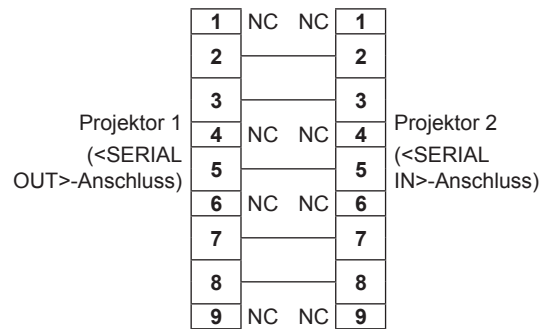 1 NC NC 1
2 2
3 3
Projektor 1
(<SERIAL
OUT>-Anschluss)
4 NC NC 4
5 5
6 NC NC 6
7 7
8 8
9 NC NC 9
Projektor 2
(<SERIAL
IN>-Anschluss)